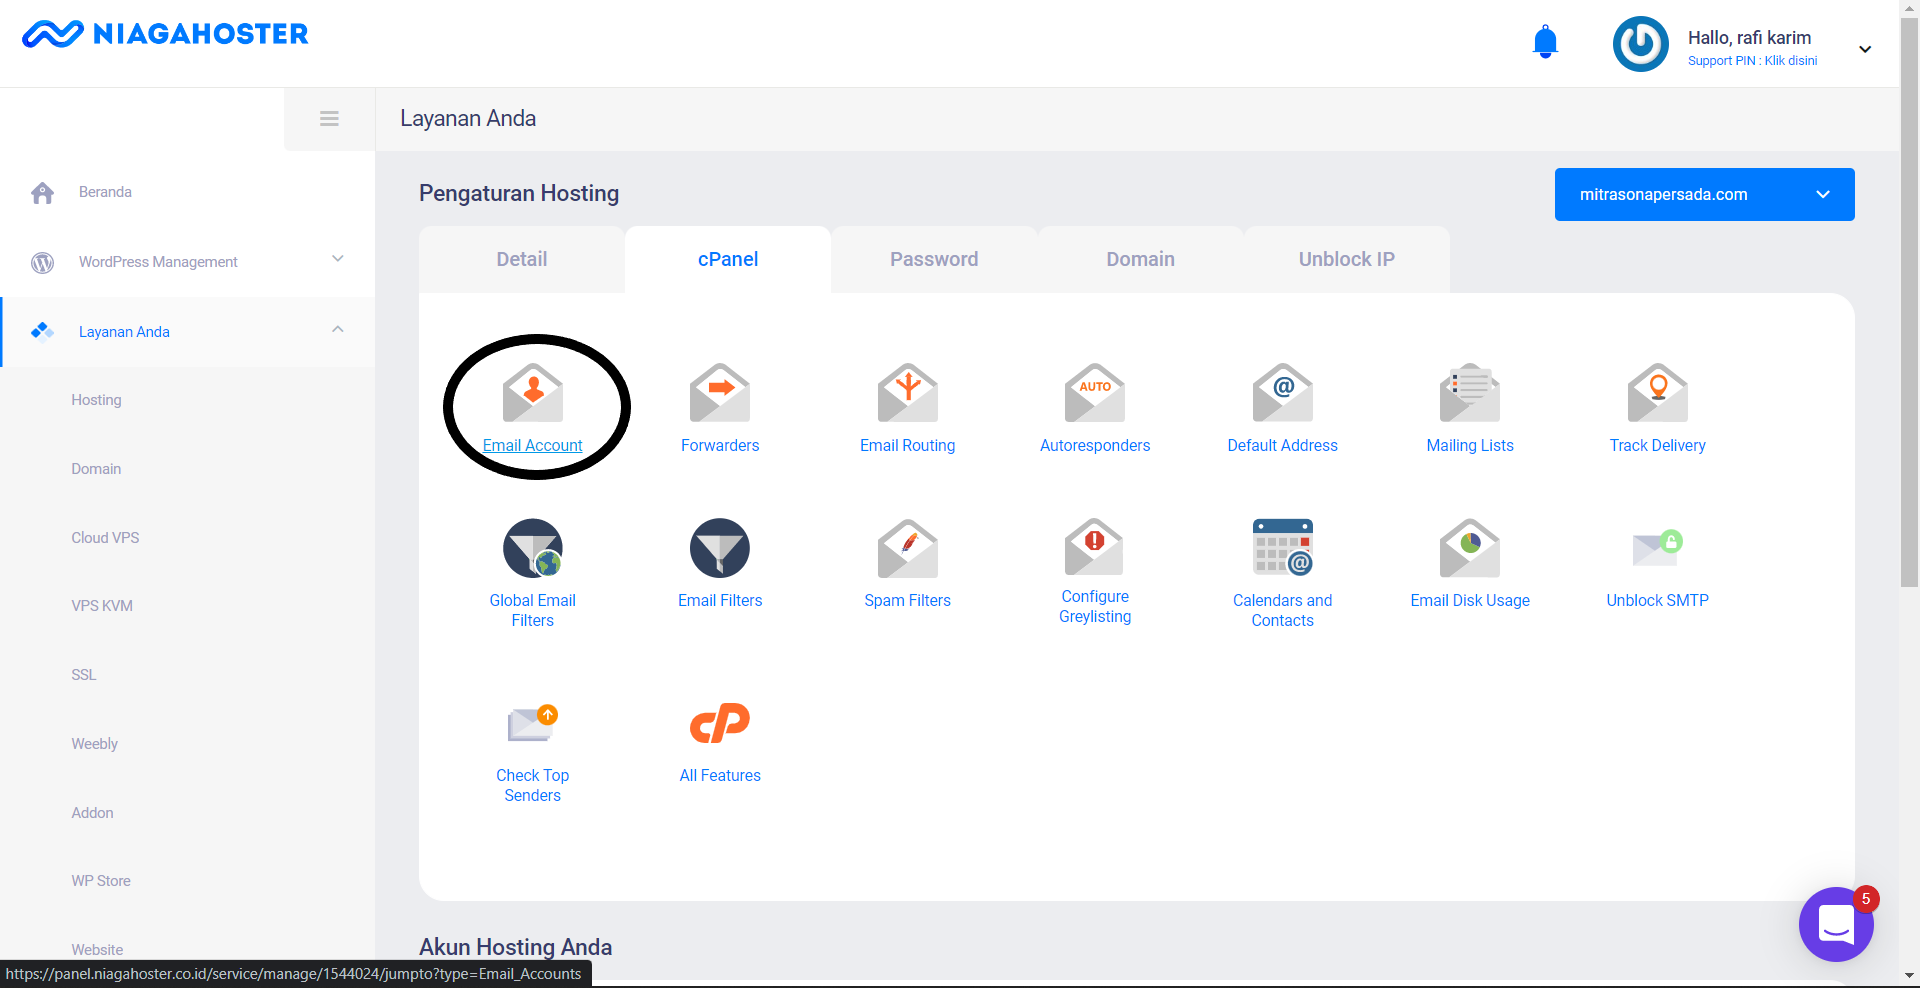 NIAGAHOSTER
Hallo, rafi karim
Support PIN : Klik disini
Layanan Anda
Beranda
WordPress Management
Layanan Anda
Hosting
Domain
Cloud VPS
VPS KVM
SSL
Weebly
Addon
WP Store
Website
Pengaturan Hosting
mitrasonapersada.com
Detail
cPanel
Password
Domain
Unblock IP
Email Account
Forwarders
Email Routing
AUTO
Autoresponders
@
Default Address
Mailing Lists
Track Delivery
Global Email
Filters
Email Filters
Spam Filters
Configure
Greylisting
@
Calendars and
Contacts
Email Disk Usage
Unblock SMTP
Check Top
Senders
cP
All Features
5
Akun Hosting Anda
https://panel.niagahoster.co.id/service/manage/1544024/jumpto?type=Email_Accounts